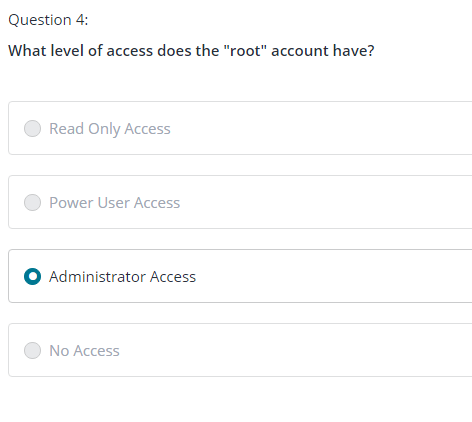 Question 4:
What level of access does the "root" account have?
Read Only Access
Power User Access
Administrator Access
No Access